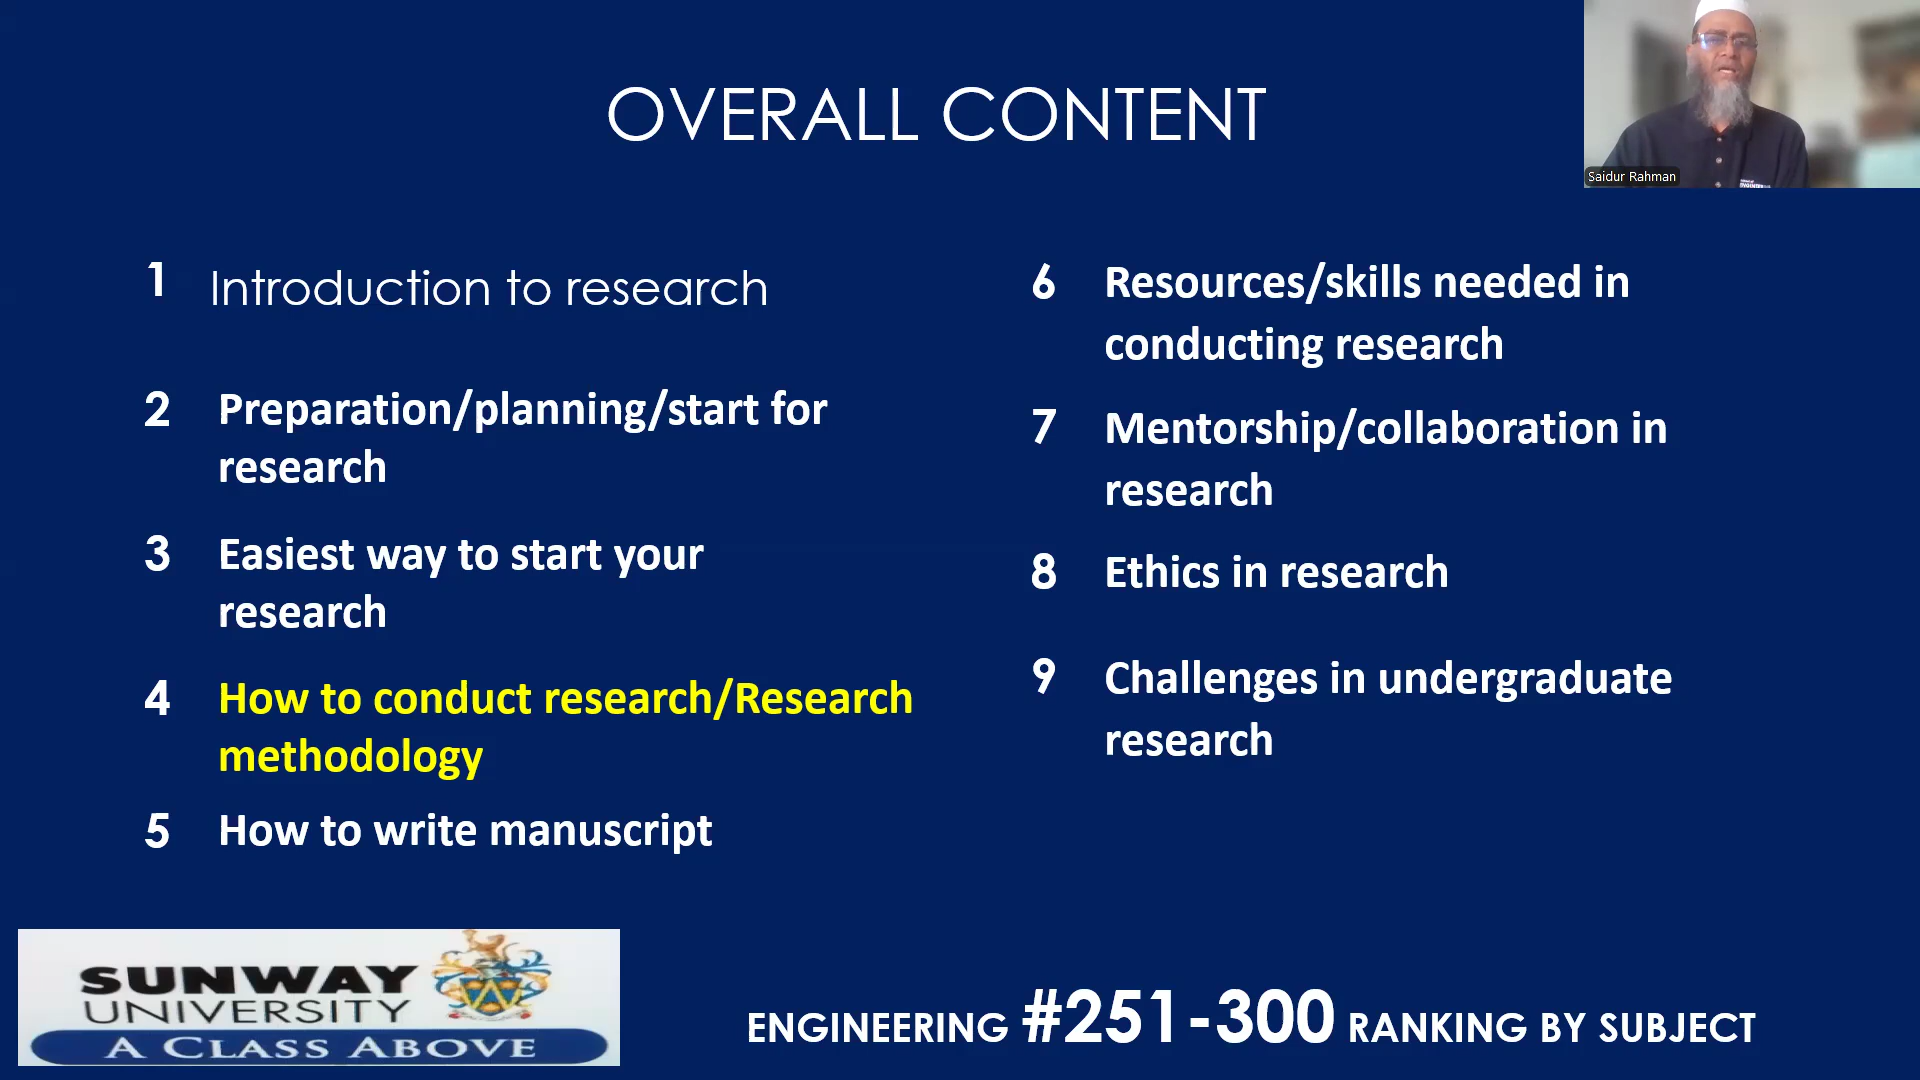 OVERALL CONTENT
Saidur Rahman
1 Introduction to research
2 Preparation/planning/start for
research
3 Easiest way to start your
research
4 How to conduct research/Research
methodology
5 How to write manuscript
6 Resources/skills needed in
conducting research
7 Mentorship/collaboration in
research
8 Ethics in research
9 Challenges in undergraduate
research
SUNWAY
UNIVERSITY
A CLASS ABOVE
ENGINEERING #251-300 RANKING BY SUBJECT